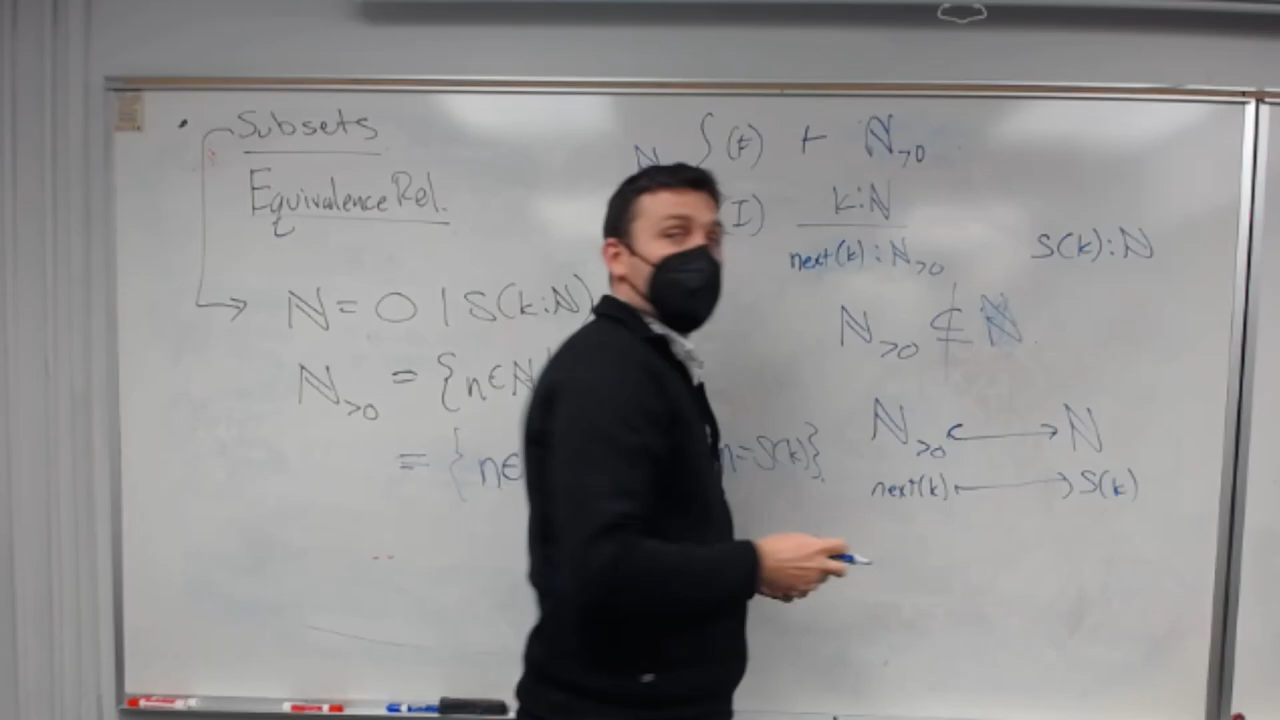 Subsets
Equivalence Rel.
ℕ = 0 | S(k:ℕ)
ℕ>0 = {n∈ℕ
= {n∈ n=S(k)}.
ℕ (f) ⊢ ℕ>0
(I) k:ℕ
next(k):ℕ>0
S(k):ℕ
ℕ>0 ⊄ ℕ.
ℕ>0 ↪ ℕ
next(k) ↦ S(k)